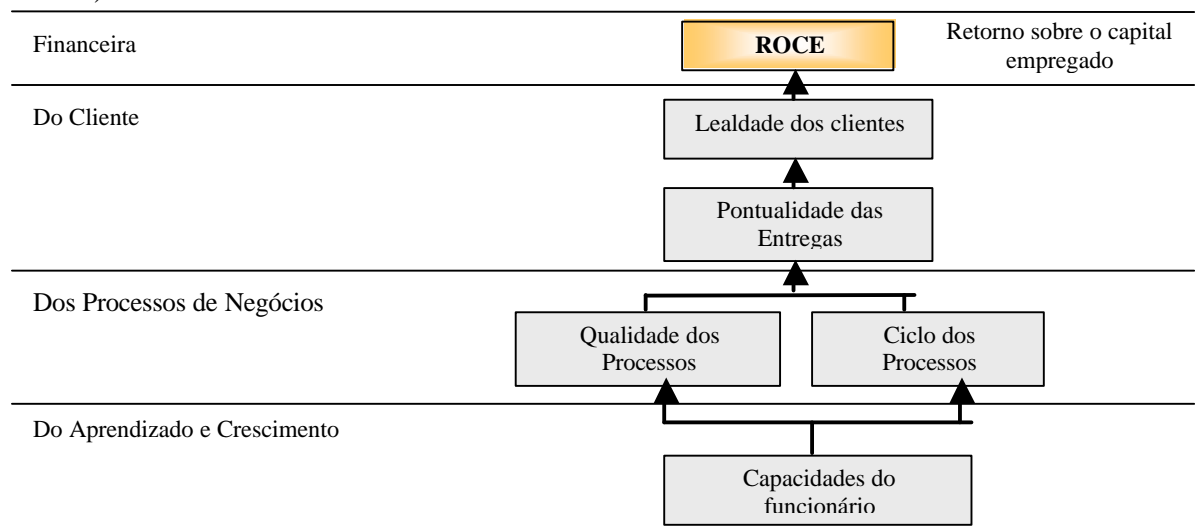 Financeira
ROCE
Retorno sobre o capital
empregado
Do Cliente
Lealdade dos clientes
Pontualidade das
Entregas
Dos Processos de Negócios
Qualidade dos
Processos
Ciclo dos
Processos
Do Aprendizado e Crescimento
Capacidades do
funcionário